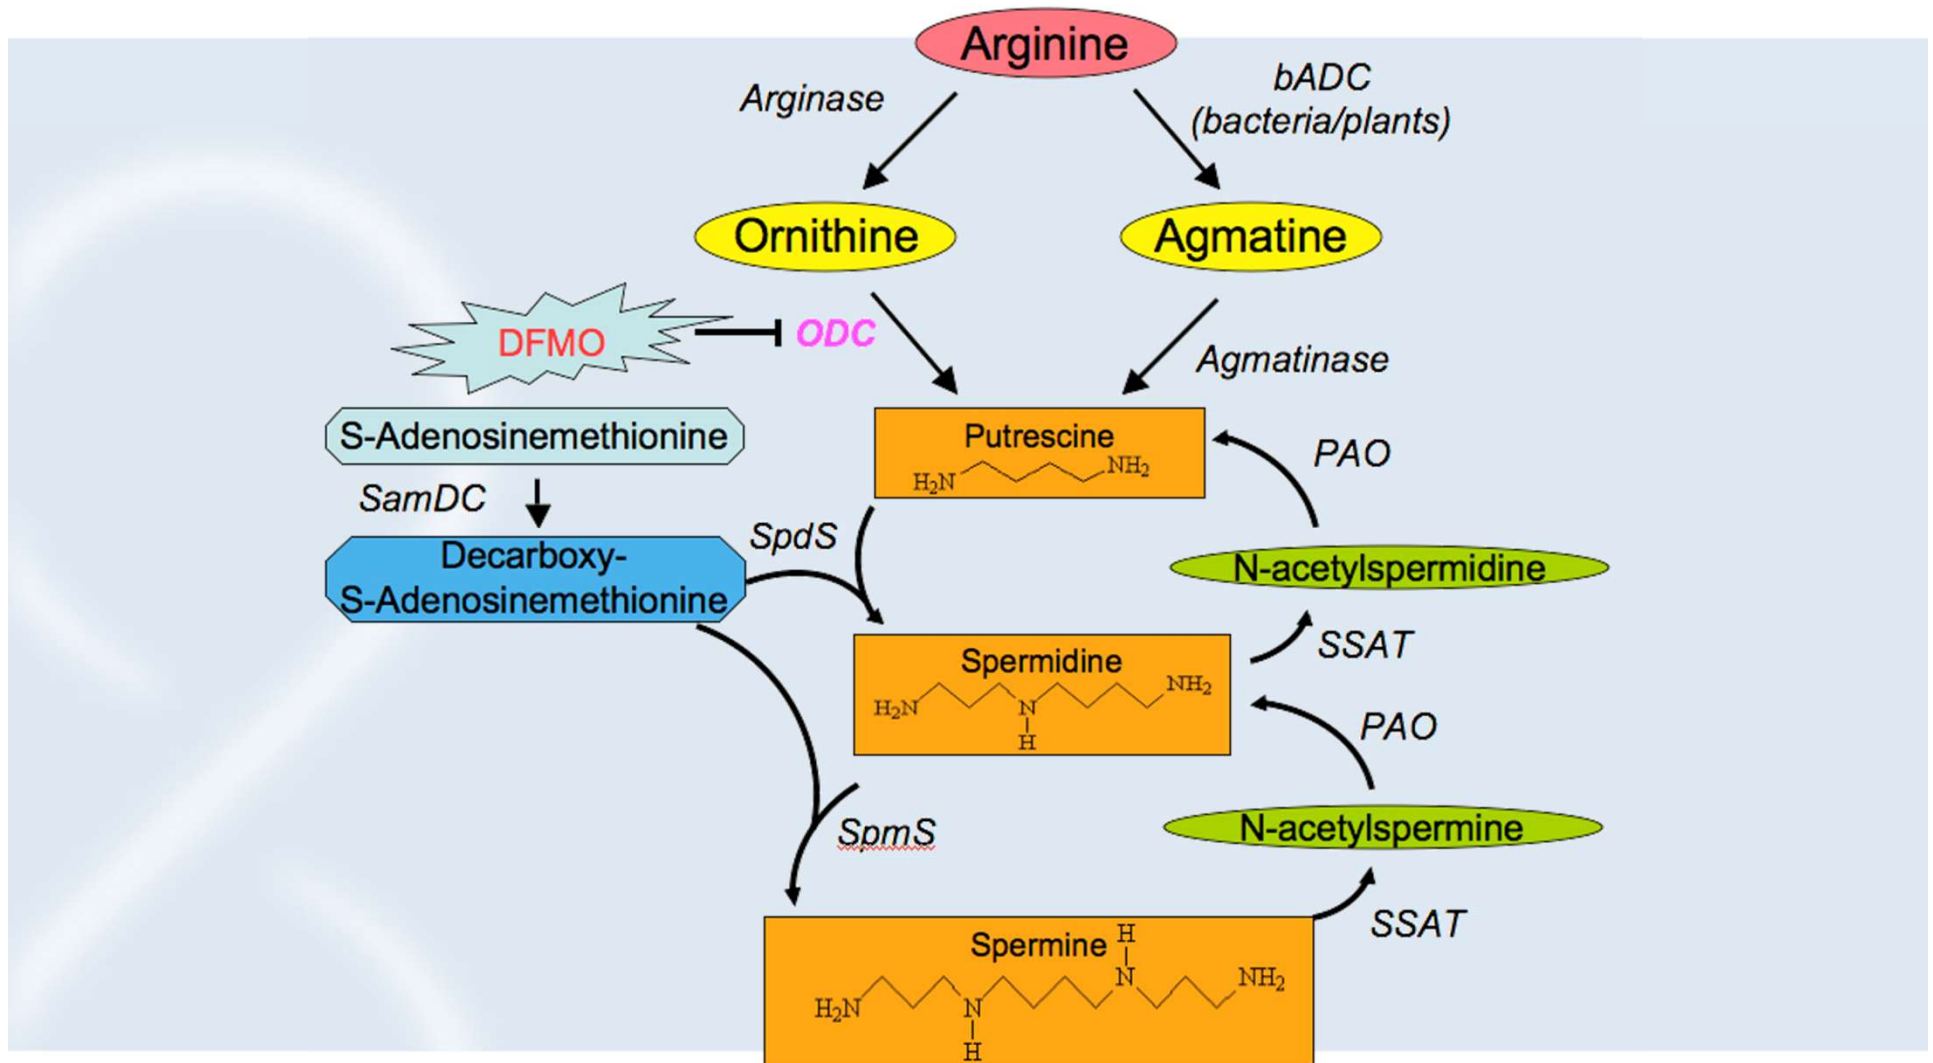 Arginine
Arginase
bADC
(bacteria/plants)
Ornithine
Agmatine
DFMO
ODC
Agmatinase
S-Adenosinemethionine
Putrescine
H₂N
NH₂
PAO
SamDC
SpdS
Decarboxy-
S-Adenosinemethionine
N-acetylspermidine
SSAT
Spermidine
H₂N
N
H
NH₂
PAO
SpmS
N-acetylspermine
SSAT
Spermine
H
N
NH₂
H₂N
N
H